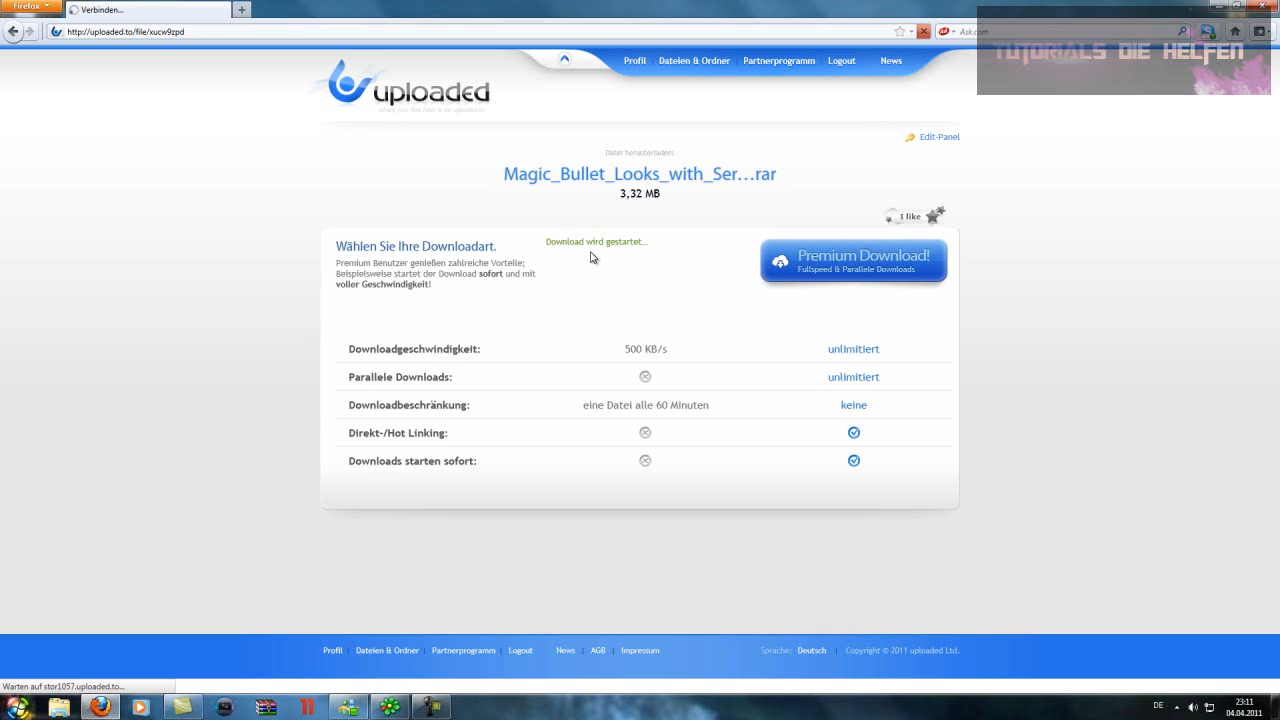 Firefox
Verbinden...
http://uploaded.to/file/xucw9zpd
Ask.com
TUTORIALS DIE HELFEN
Profil
Dateien & Ordner
Partnerprogramm
Logout
News
uploaded
Edit-Panel
Datei herunterladen:
Magic_Bullet_Looks_with_Ser...rar
3,32 MB
I like
Wählen Sie Ihre Downloadart.
Download wird gestartet...
Premium Benutzer genießen zahlreiche Vorteile;
Beispielsweise startet der Download sofort und mit
voller Geschwindigkeit!
Premium Download!
Fullspeed & Parallele Downloads
Downloadgeschwindigkeit: 500 KB/s unlimitiert
Parallele Downloads: unlimitiert
Downloadbeschränkung: eine Datei alle 60 Minuten keine
Direkt-/Hot Linking:
Downloads starten sofort:
Profil | Dateien & Ordner | Partnerprogramm | Logout News | AGB | Impressum Sprache: Deutsch | Copyright © 2011 uploaded Ltd.
Warten auf stor1057.uploaded.to...
DE
23:11
04.04.2011